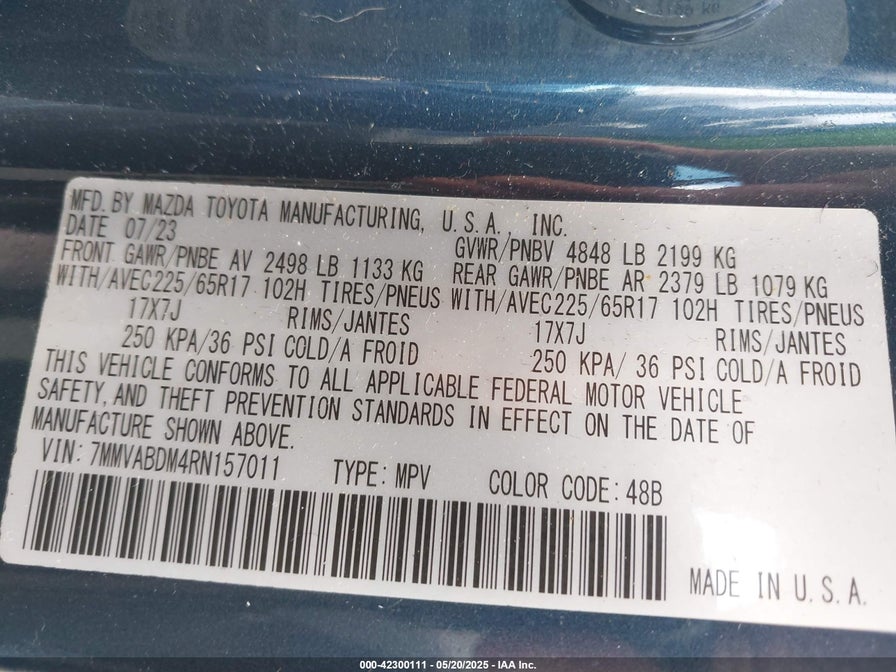 MFD. BY MAZDA TOYOTA MANUFACTURING, U.S.A. INC.
DATE 07/23
GVWR/PNBV 4848 LB 2199 KG
FRONT GAWR/PNBE AV 2498 LB 1133 KG REAR GAWR/PNBE AR 2379 LB 1079 KG
WITH/AVEC225/65R17 102H TIRES/PNEUS WITH/AVEC225/65R17 102H TIRES/PNEUS
17X7J RIMS/JANTES 17X7J RIMS/JANTES
250 KPA/36 PSI COLD/A FROID 250 KPA/ 36 PSI COLD/A FROID
THIS VEHICLE CONFORMS TO ALL APPLICABLE FEDERAL MOTOR VEHICLE
SAFETY, AND THEFT PREVENTION STANDARDS IN EFFECT ON THE DATE OF
MANUFACTURE SHOWN ABOVE.
VIN: 7MMVABDM4RN157011 TYPE: MPV COLOR CODE: 48B
MADE IN U.S.A.
000-42300111 - 05/20/2025 - IAA Inc.